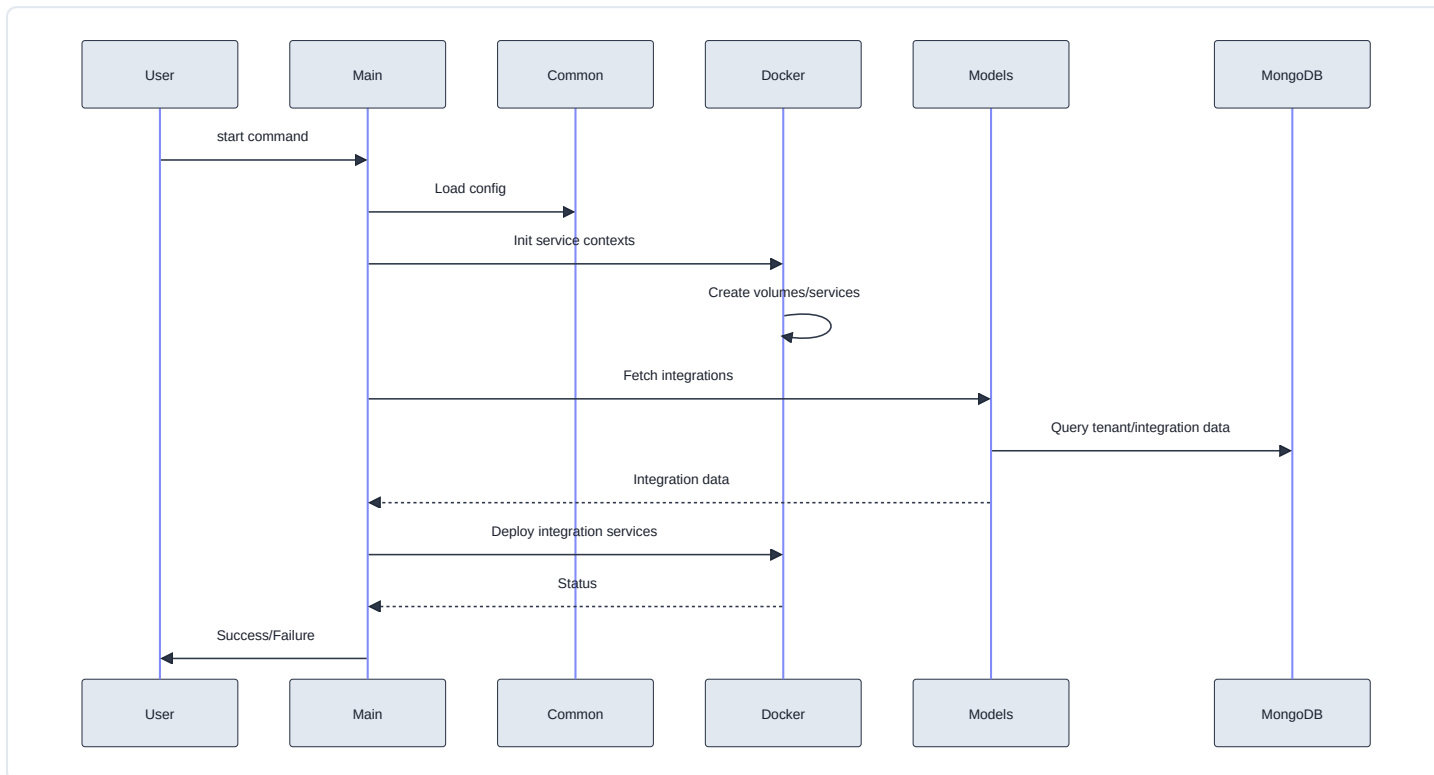 User
Main
Common
Docker
Models
MongoDB
start command
Load config
Init service contexts
Create volumes/services
Fetch integrations
Query tenant/integration data
Integration data
Deploy integration services
Status
Success/Failure
User
Main
Common
Docker
Models
MongoDB